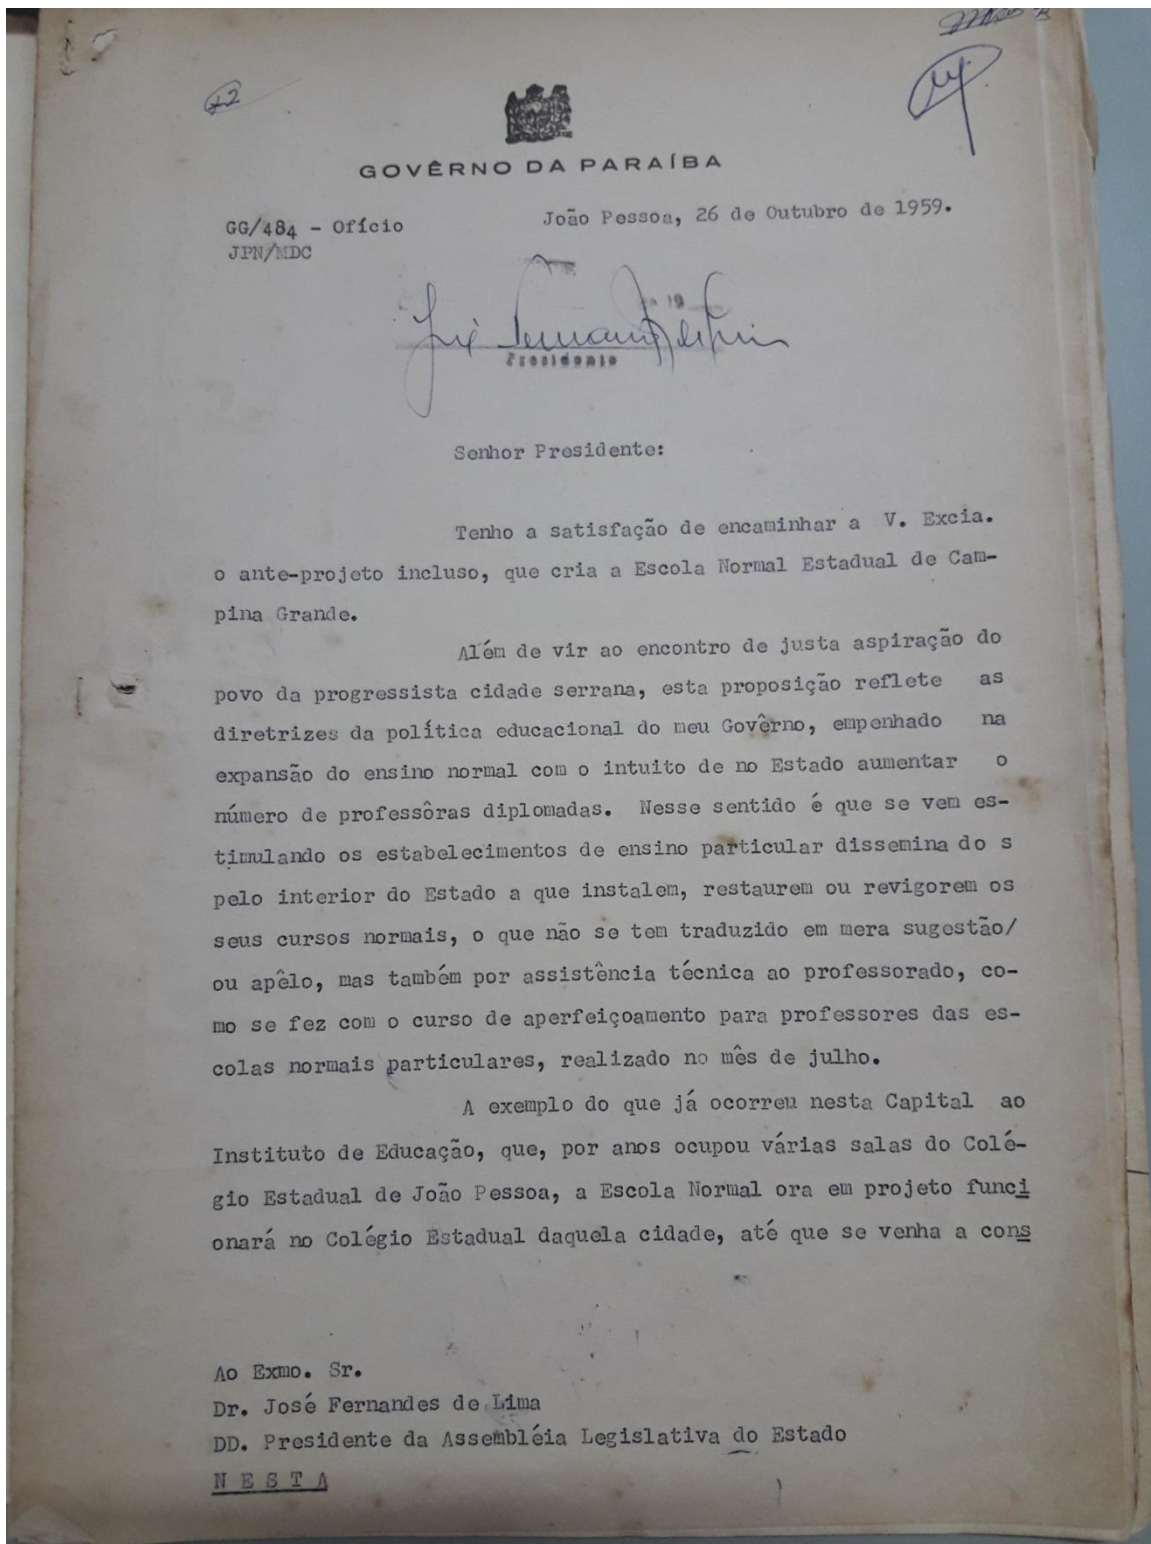 GOVÊRNO DA PARAÍBA
GG/484 - Ofício
João Pessoa, 26 de Outubro de 1959.
JPN/MDC
José Fernandes de Lima
Presidente
Senhor Presidente:
Tenho a satisfação de encaminhar a V. Excia.
o ante-projeto incluso, que cria a Escola Normal Estadual de Cam-
pina Grande.
Além de vir ao encontro de justa aspiração do
povo da progressista cidade serrana, esta proposição reflete as
diretrizes da política educacional do meu Govêrno, empenhado na
expansão do ensino normal com o intuito de no Estado aumentar o
número de professôras diplomadas. Nesse sentido é que se vem es-
timulando os estabelecimentos de ensino particular dissemina do s
pelo interior do Estado a que instalem, restaurem ou revigorem os
seus cursos normais, o que não se tem traduzido em mera sugestão/
ou apêlo, mas também por assistência técnica ao professorado, co-
mo se fez com o curso de aperfeiçoamento para professores das es-
colas normais particulares, realizado no mês de julho.
A exemplo do que já ocorreu nesta Capital ao
Instituto de Educação, que, por anos ocupou várias salas do Colé-
gio Estadual de João Pessoa, a Escola Normal ora em projeto funci
onará no Colégio Estadual daquela cidade, até que se venha a cons
Ao Exmo. Sr.
Dr. José Fernandes de Lima
DD. Presidente da Assembléia Legislativa do Estado
N E S T A